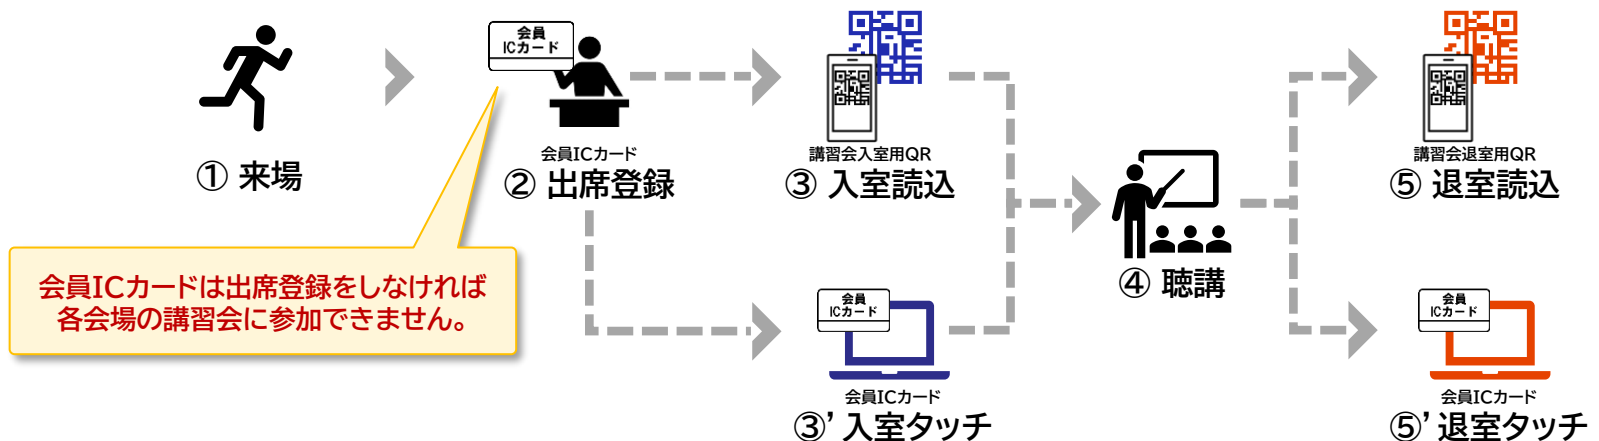 会員
ICカード
① 来場
会員ICカード
② 出席登録
講習会入室用QR
③ 入室読込
講習会退室用QR
⑤ 退室読込
会員ICカードは出席登録をしなければ
各会場の講習会に参加できません。
④ 聴講
会員
ICカード
会員ICカード
③’ 入室タッチ
会員
ICカード
会員ICカード
⑤’ 退室タッチ